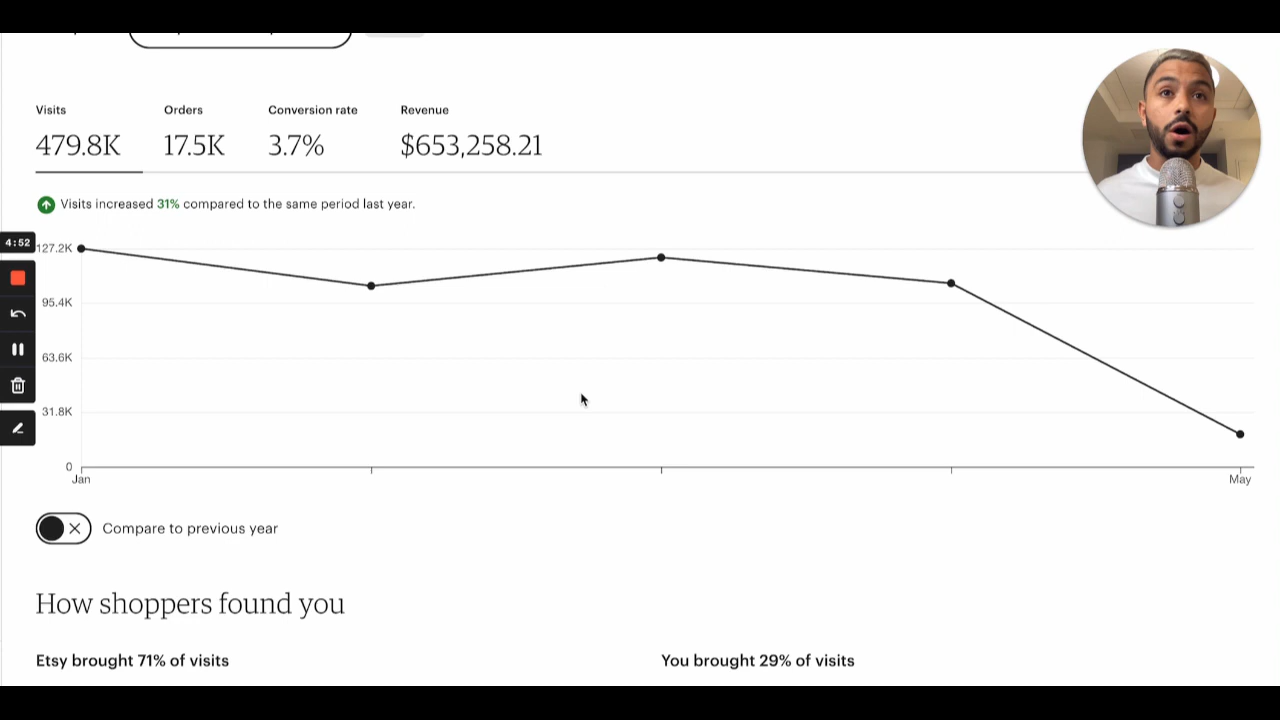 Visits Orders Conversion rate Revenue
479.8K 17.5K 3.7% $653,258.21
Visits increased 31% compared to the same period last year.
4:52
127.2K
95.4K
63.6K
31.8K
0
Jan May
Compare to previous year
How shoppers found you
Etsy brought 71% of visits You brought 29% of visits